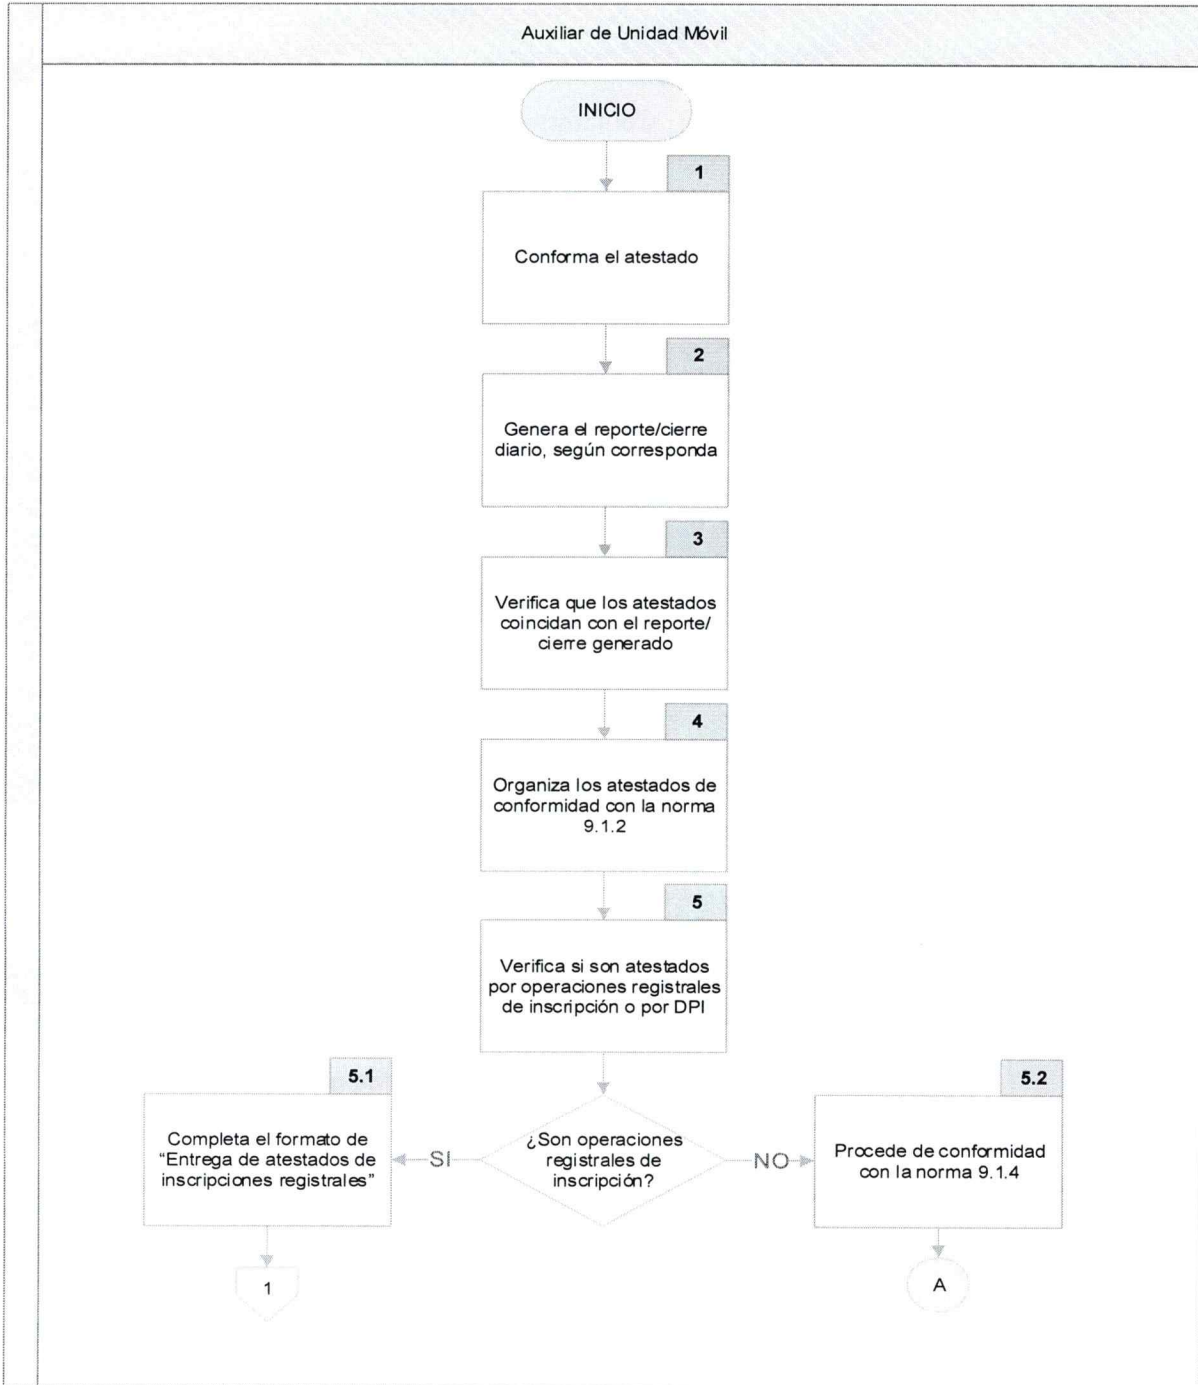 Auxiliar de Unidad Móvil
INICIO
1
Conforma el atestado
2
Genera el reporte/cierre
diario, según corresponda
3
Verifica que los atestados
coincidan con el reporte/
cierre generado
4
Organiza los atestados de
conformidad con la norma
9.1.2
5
Verifica si son atestados
por operaciones registrales
de inscripción o por DPI
5.1
Completa el formato de
“Entrega de atestados de
inscripciones registrales”
SI
¿Son operaciones
registrales de
inscripción?
NO
5.2
Procede de conformidad
con la norma 9.1.4
1
A